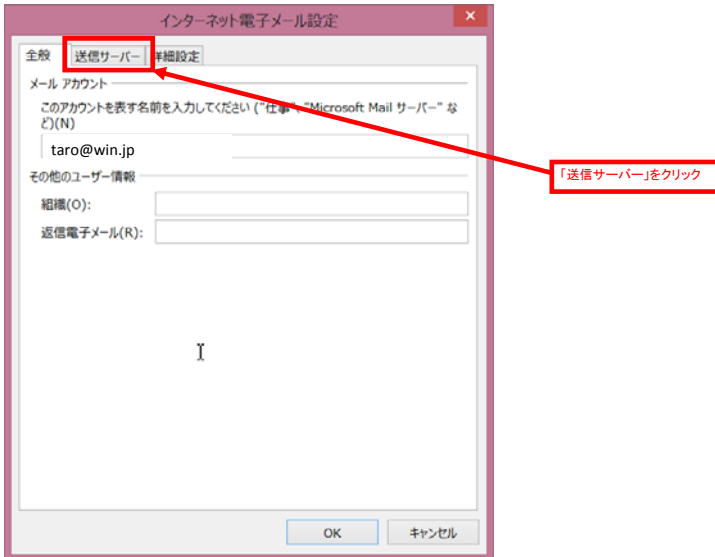 インターネット電子メール設定
全般
送信サーバー
詳細設定
メール アカウント
このアカウントを表す名前を入力してください ("仕事"、"Microsoft Mail サーバー" な
ど)(N)
taro@win.jp
その他のユーザー情報
組織(O):
返信電子メール(R):
「送信サーバー」をクリック
OK
キャンセル